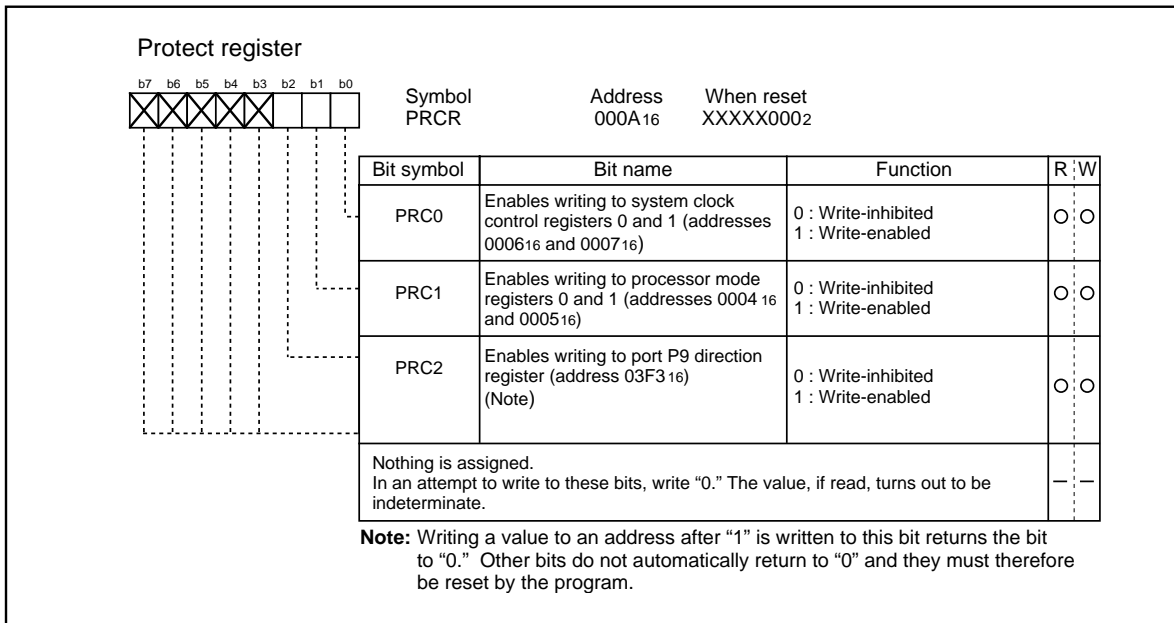 Protect register
b7 b6 b5 b4 b3 b2 b1 b0
Symbol Address When reset
PRCR 000A16 XXXXX0002
Bit symbol Bit name Function R W
PRC0
Enables writing to system clock
control registers 0 and 1 (addresses
000616 and 000716)
0 : Write-inhibited
1 : Write-enabled
PRC1
Enables writing to processor mode
registers 0 and 1 (addresses 0004 16
and 000516)
0 : Write-inhibited
1 : Write-enabled
PRC2
Enables writing to port P9 direction
register (address 03F3 16)
(Note)
0 : Write-inhibited
1 : Write-enabled
Nothing is assigned.
In an attempt to write to these bits, write “0.” The value, if read, turns out to be
indeterminate.
Note: Writing a value to an address after “1” is written to this bit returns the bit
to “0.” Other bits do not automatically return to “0” and they must therefore
be reset by the program.